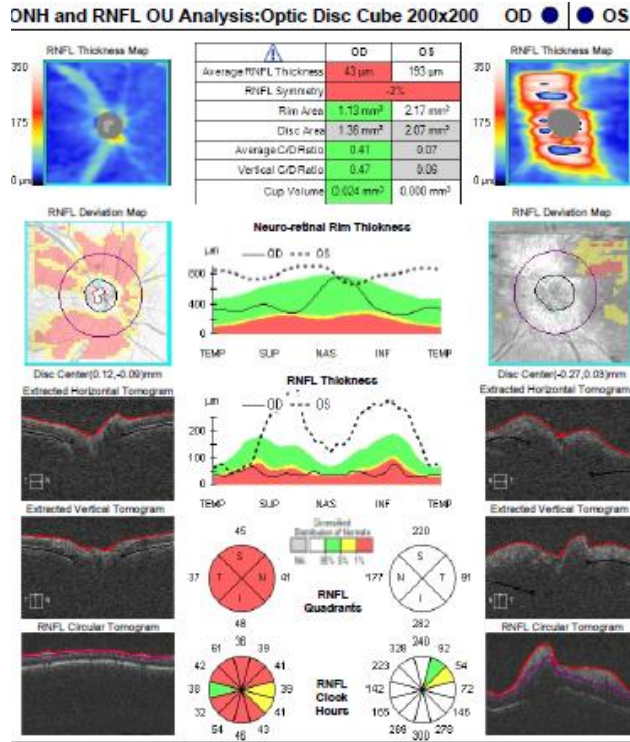 ONH and RNFL OU Analysis:Optic Disc Cube 200x200 OD OS
RNFL Thickness Map
350
175
0 µm
OD OS
Average RNFL Thickness 43 µm 193 µm
RNFL Symmetry -2%
Rim Area 1.13 mm² 2.17 mm²
Disc Area 1.36 mm² 2.07 mm²
Average C/D Ratio 0.41 0.07
Vertical C/D Ratio 0.47 0.06
Cup Volume 0.024 mm³ 0.000 mm³
RNFL Thickness Map
350
175
0 µm
RNFL Deviation Map
Disc Center(0.12,-0.09)mm
Neuro-retinal Rim Thickness
µm OD OS
800
400
0
TEMP SUP NAS INF TEMP
RNFL Deviation Map
Disc Center(-0.27,0.03)mm
Extracted Horizontal Tomogram
RNFL Thickness
µm OD OS
200
100
0
TEMP SUP NAS INF TEMP
Extracted Horizontal Tomogram
Extracted Vertical Tomogram
Extracted Vertical Tomogram
45
37 S T N I 41
48
Distribution of Normals
NA 95% 5% 1%
RNFL
Quadrants
220
177 S T N I 91
282
RNFL Circular Tomogram
36
61 39
42 41
38 39
32 41
54 43
46
RNFL
Clock
Hours
240
328 92
223 54
142 72
165 145
278
300
RNFL Circular Tomogram